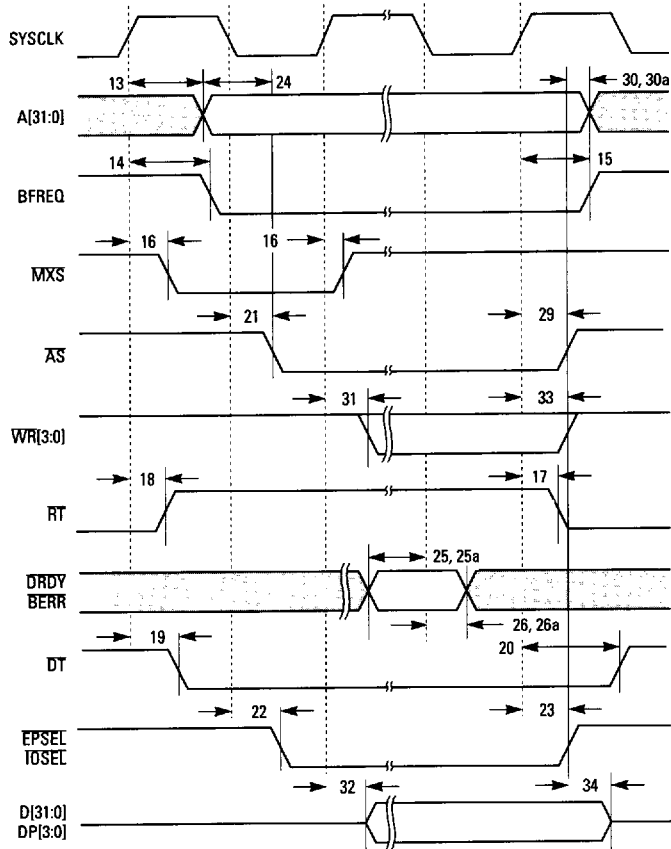 SYSCLK
13 24 30, 30a
A[31:0]
14 15
BFREQ
16 16
MXS
21 29
AS
31 33
WR[3:0]
18 17
RT
25, 25a
DRDY
BERR
26, 26a
19 20
DT
22 23
EPSEL
IOSEL
32 34
D[31:0]
DP[3:0]